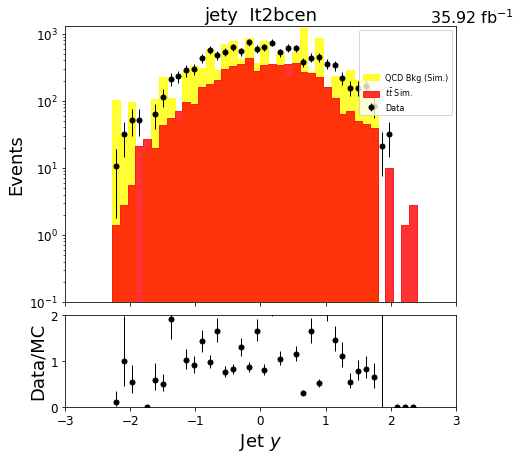 jety It2bcen
35.92 fb⁻¹
10³
10²
10¹
10⁰
10⁻¹
Events
QCD Bkg (Sim.)
tt̄ Sim.
Data
2
1
0
Data/MC
−3 −2 −1 0 1 2 3
Jet y